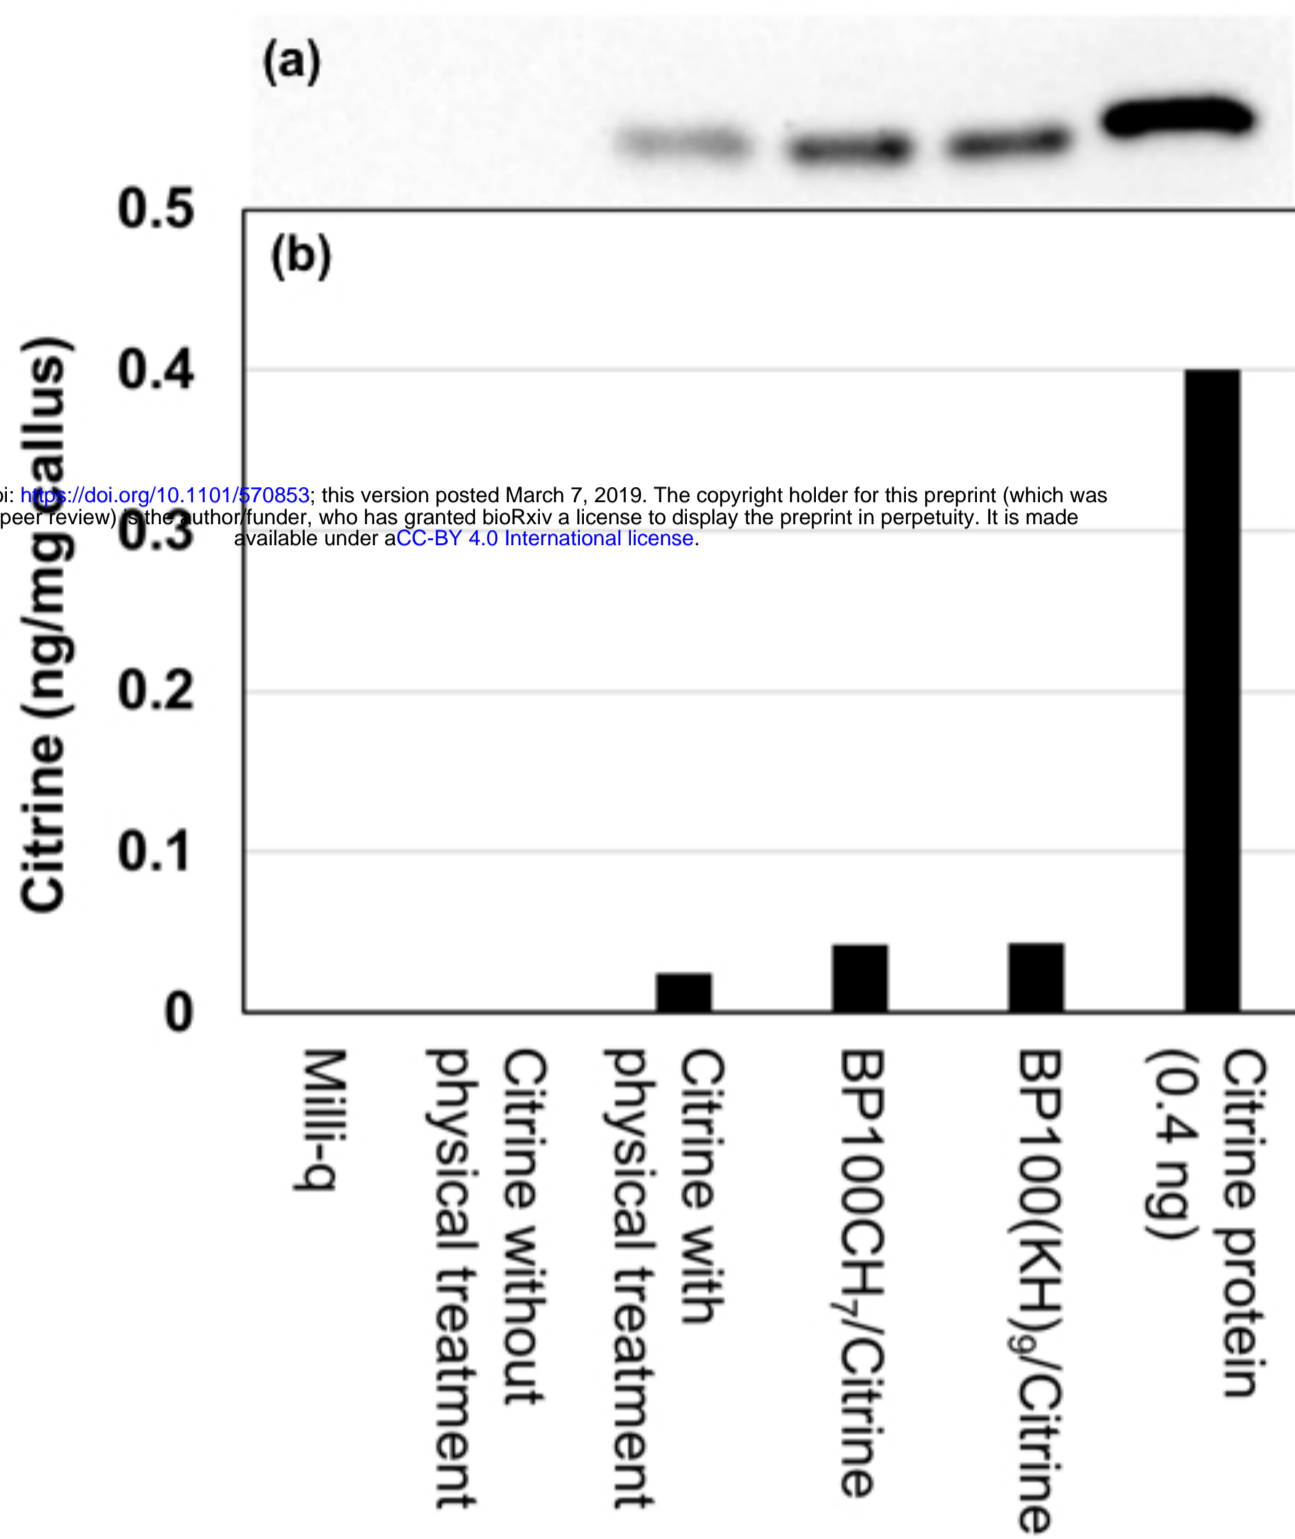 (a)
0.5
(b)
0.4
0.3
0.2
0.1
0
Citrine (ng/mg callus)
oi: https://doi.org/10.1101/570853; this version posted March 7, 2019. The copyright holder for this preprint (which was
peer review) is the author/funder, who has granted bioRxiv a license to display the preprint in perpetuity. It is made
available under aCC-BY 4.0 International license.
Milli-q
Citrine without
physical treatment
Citrine with
physical treatment
BP100CH₇/Citrine
BP100(KH)₉/Citrine
Citrine protein
(0.4 ng)